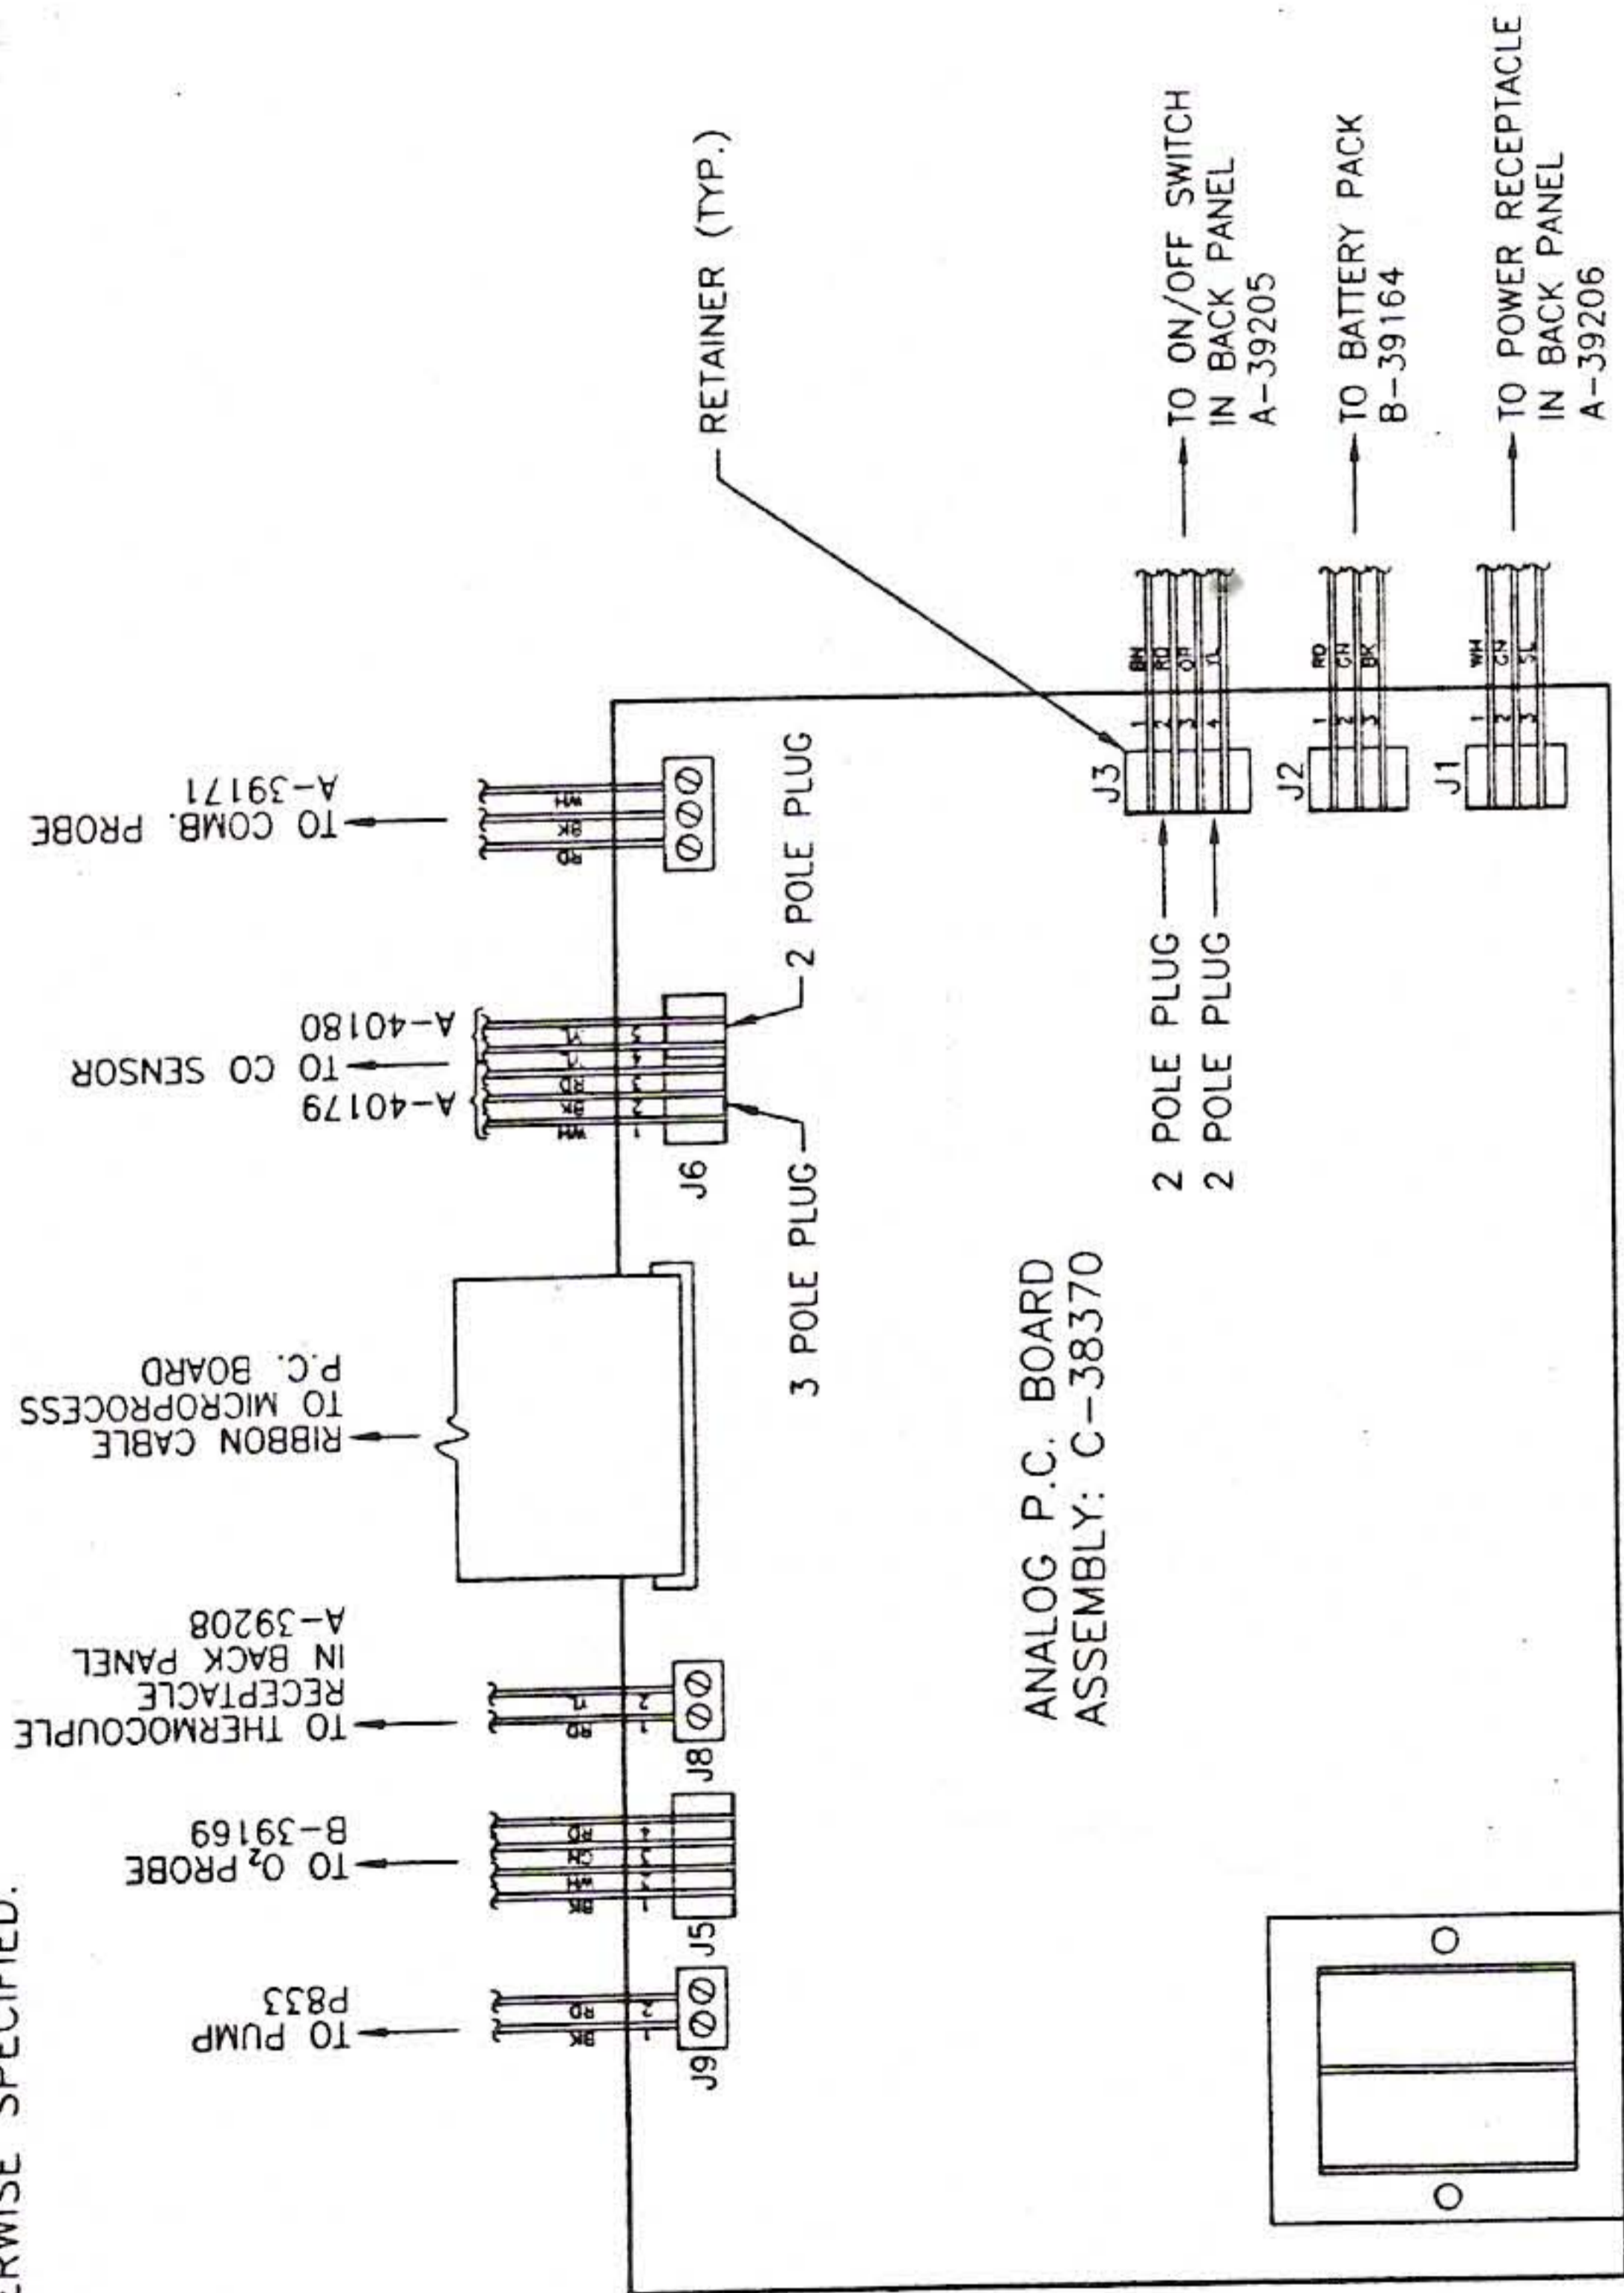 ERWISE SPECIFIED.
TO PUMP
P833
TO O₂ PROBE
B-39169
TO THERMOCOUPLE
RECEPTACLE
IN BACK PANEL
A-39208
RIBBON CABLE
TO MICROPROCESS
P.C. BOARD
A-40179
TO CO SENSOR
A-40180
TO COMB. PROBE
A-39171
BK RD
1 2
J9
BK WH GN RD
1 2 3 4
J5
RD YL
1 2
J8
WH BK RD YL YL
1 2 3 4 5
J6
RD BK WH
3 POLE PLUG
2 POLE PLUG
RETAINER (TYP.)
ANALOG P.C. BOARD
ASSEMBLY: C-38370
2 POLE PLUG
2 POLE PLUG
J3
1 BN
2 RD
3 OR
4 YL
TO ON/OFF SWITCH
IN BACK PANEL
A-39205
J2
1 RD
2 GN
3 BK
TO BATTERY PACK
B-39164
J1
1 WH
2 GN
3 SL
TO POWER RECEPTACLE
IN BACK PANEL
A-39206